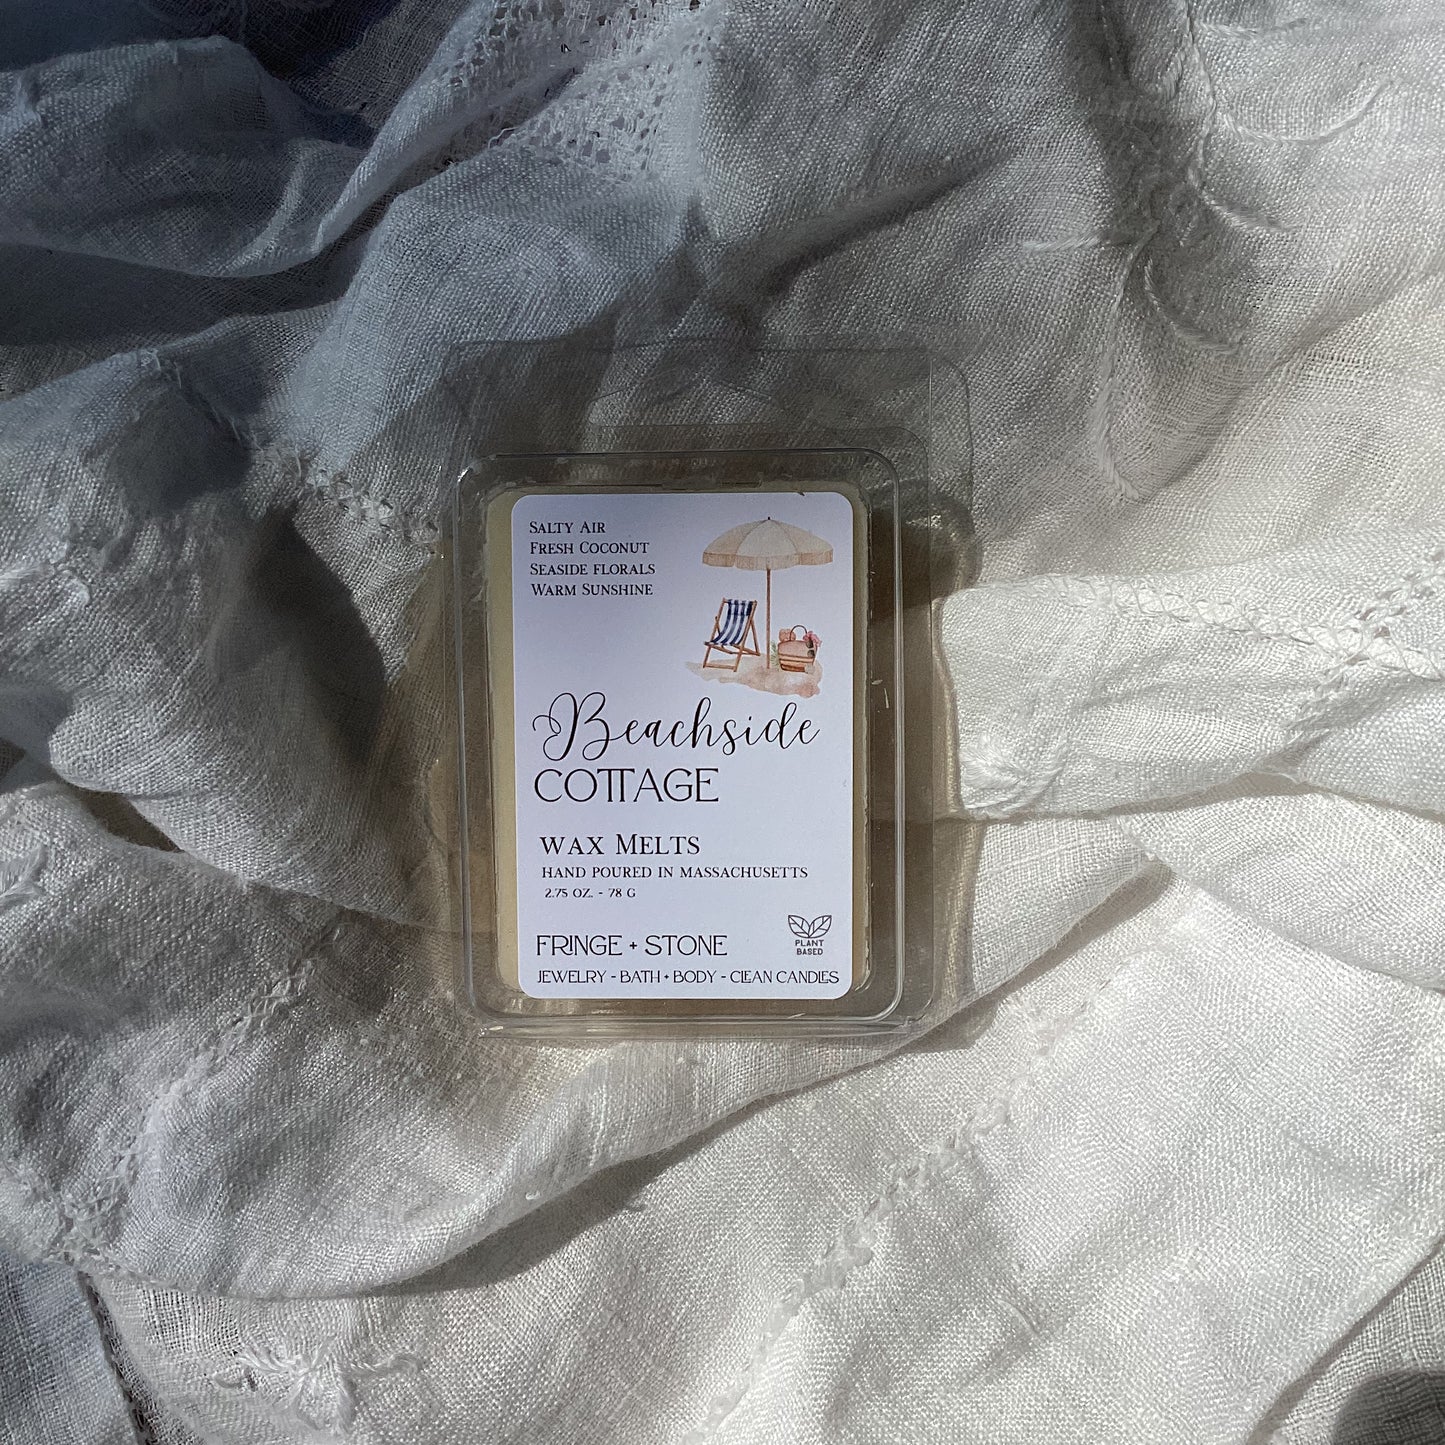 Salty Air
Fresh Coconut
Seaside florals
Warm Sunshine
Beachside
COTTAGE
WAX MELTS
HAND POURED IN MASSACHUSETTS
2.75 OZ. - 78 G
PLANT
BASED
FRINGE + STONE
JEWELRY - BATH + BODY - CLEAN CANDLES